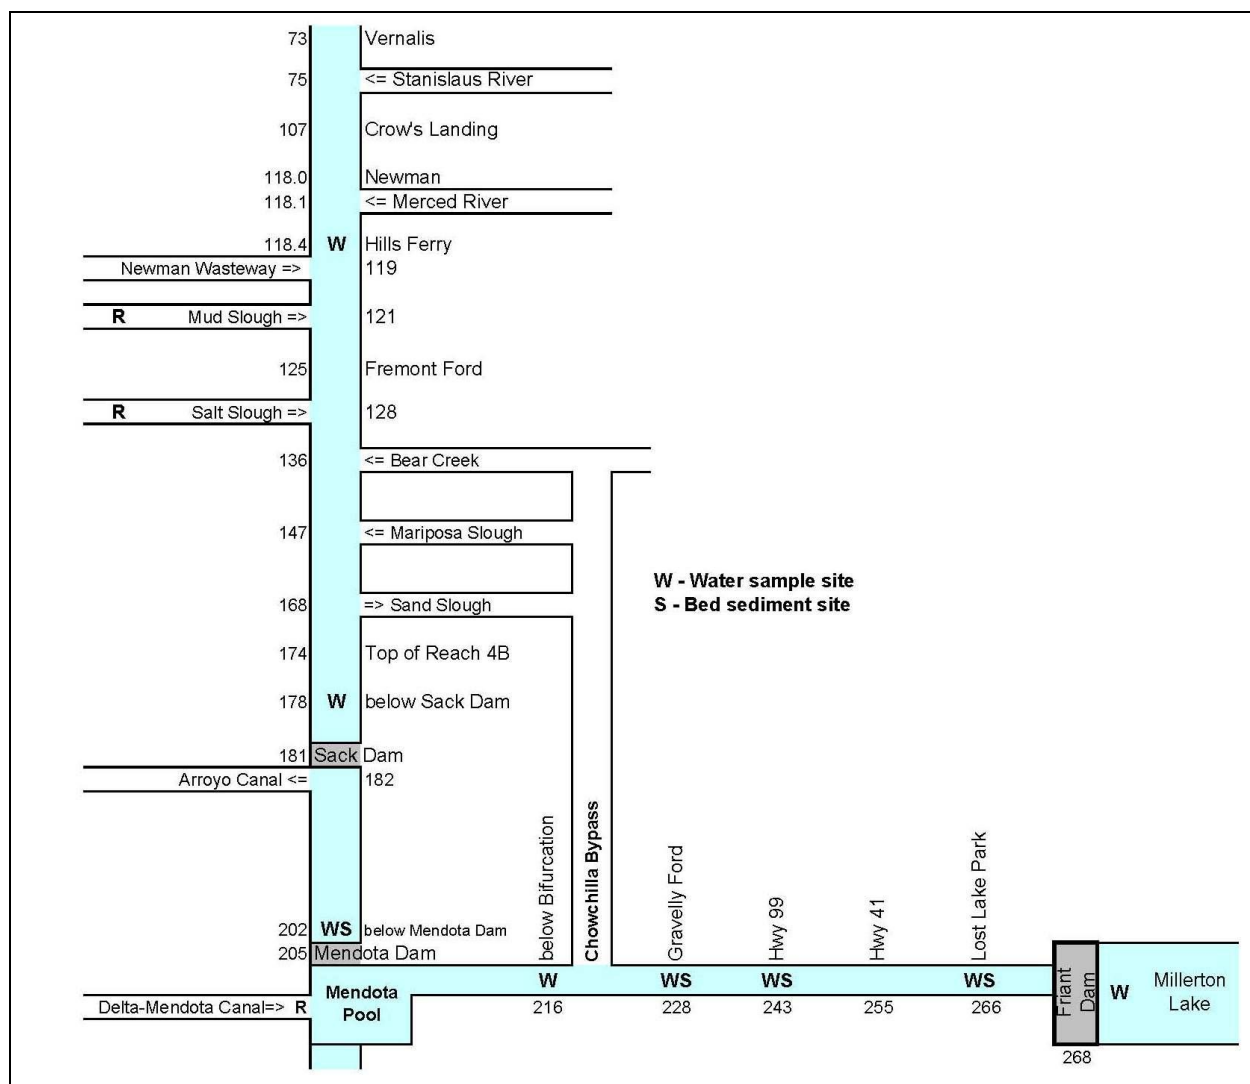 73 Vernalis
75 <= Stanislaus River
107 Crow's Landing
118.0 Newman
118.1 <= Merced River
118.4 W Hills Ferry
Newman Wasteway => 119
R Mud Slough => 121
125 Fremont Ford
R Salt Slough => 128
136 <= Bear Creek
147 <= Mariposa Slough
W - Water sample site
168 => Sand Slough
S - Bed sediment site
174 Top of Reach 4B
178 W below Sack Dam
181 Sack Dam
Arroyo Canal <= 182
below Bifurcation
Chowchilla Bypass
Gravelly Ford
Hwy 99
Hwy 41
Lost Lake Park
202 WS below Mendota Dam
205 Mendota Dam
W WS WS WS
Friant
Dam
W
Millerton
Lake
Mendota
Pool
Delta-Mendota Canal=> R
216 228 243 255 266
268